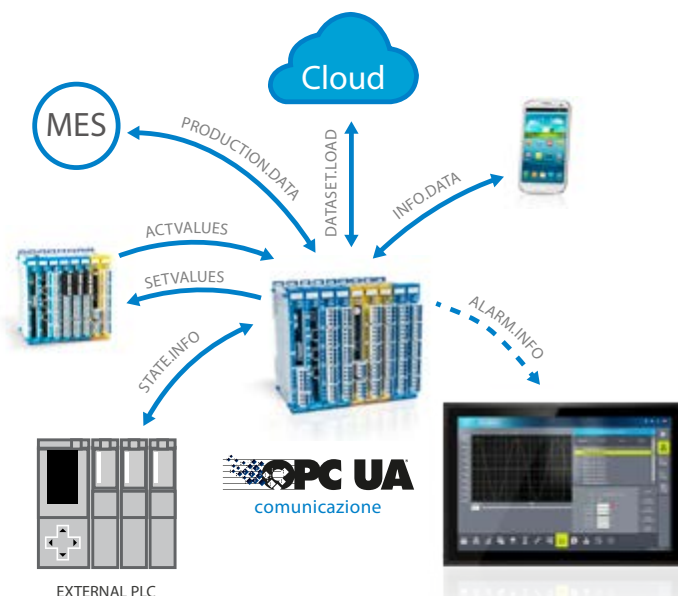 Cloud
MES
PRODUCTION.DATA
DATASET.LOAD
INFO.DATA
ACTVALUES
SETVALUES
ALARM.INFO
STATE.INFO
OPC UA
comunicazione
EXTERNAL PLC